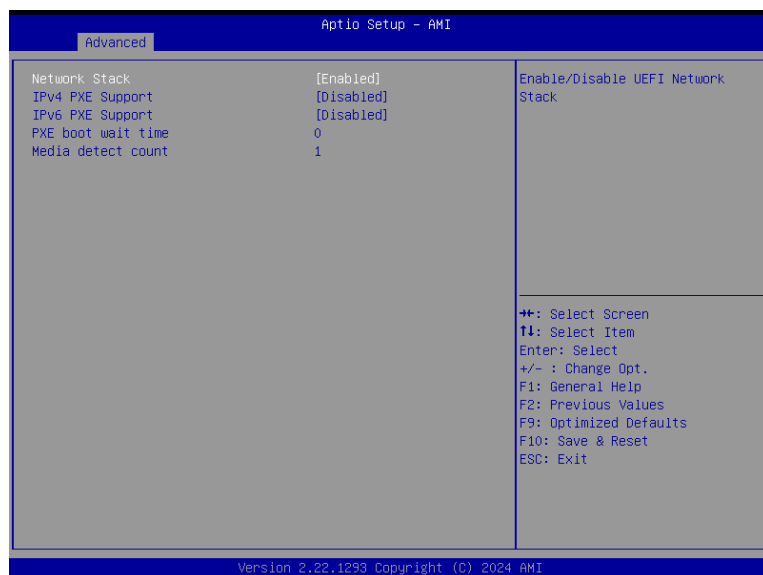 Aptio Setup – AMI
Advanced
Network Stack [Enabled]
IPv4 PXE Support [Disabled]
IPv6 PXE Support [Disabled]
PXE boot wait time 0
Media detect count 1
Enable/Disable UEFI Network
Stack
→←: Select Screen
↑↓: Select Item
Enter: Select
+/- : Change Opt.
F1: General Help
F2: Previous Values
F9: Optimized Defaults
F10: Save & Reset
ESC: Exit
Version 2.22.1293 Copyright (C) 2024 AMI